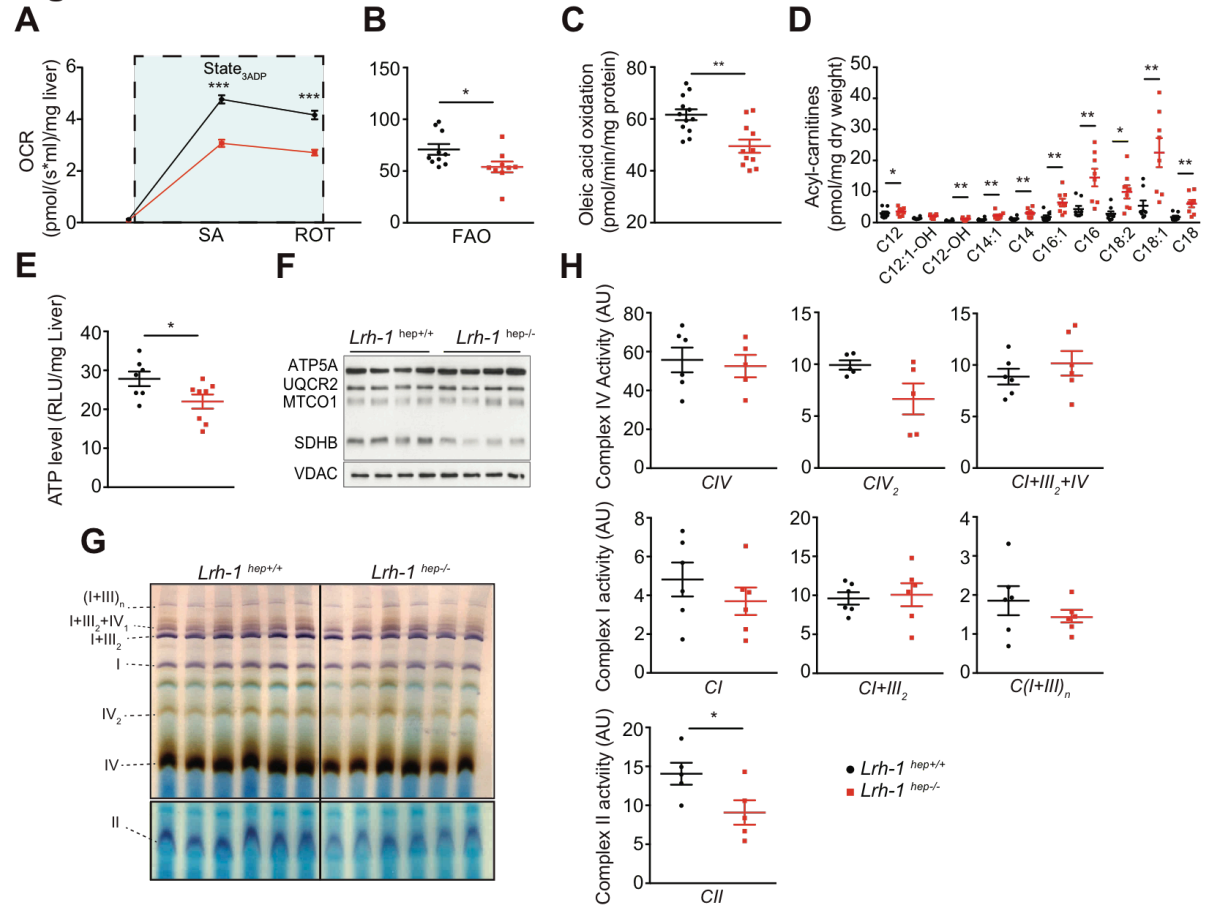 A
OCR
(pmol/(s*ml)/mg liver)
6
4
2
0
State3ADP
***
***
SA
ROT
B
150
100
50
0
*
FAO
C
Oleic acid oxidation
(pmol/min/mg protein)
80
60
40
20
**
D
Acyl-carnitines
(pmol/mg dry weight)
50
40
30
20
10
0
*
**
**
**
**
**
*
**
**
C12
C12:1-OH
C12-OH
C14:1
C14
C16:1
C16
C18:2
C18:1
C18
E
ATP level (RLU/mg Liver)
40
30
20
10
0
*
F
Lrh-1 hep+/+
Lrh-1 hep-/-
ATP5A
UQCR2
MTCO1
SDHB
VDAC
G
Lrh-1 hep+/+
Lrh-1 hep-/-
(I+III)n
I+III2+IV1
I+III2
I
IV2
IV
II
H
Complex IV Activity (AU)
80
60
40
20
0
CIV
15
10
5
0
CIV2
15
10
5
0
CI+III2+IV
Complex I activity (AU)
8
6
4
2
0
CI
20
15
10
5
0
CI+III2
4
3
2
1
0
C(I+III)n
Complex II actviity (AU)
20
15
10
5
0
*
CII
Lrh-1 hep+/+
Lrh-1 hep-/-